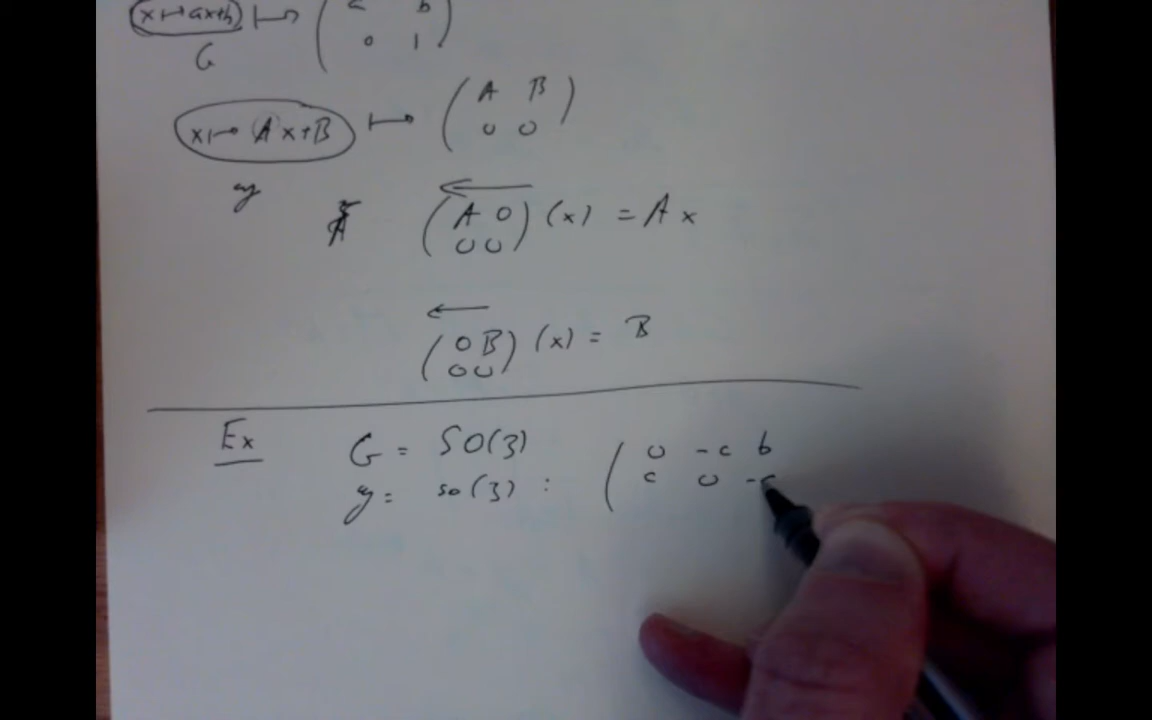 x ↦ ax+b ↦ ( a b
0 1 )
G
x ↦ Ax+B ↦ ( A B
0 0 )
𝔤
( A 0
0 0 ) (x) = A x
( 0 B
0 0 ) (x) = B
Ex G = SO(3) ( 0 -c b
𝔤 = so(3) : c 0 -